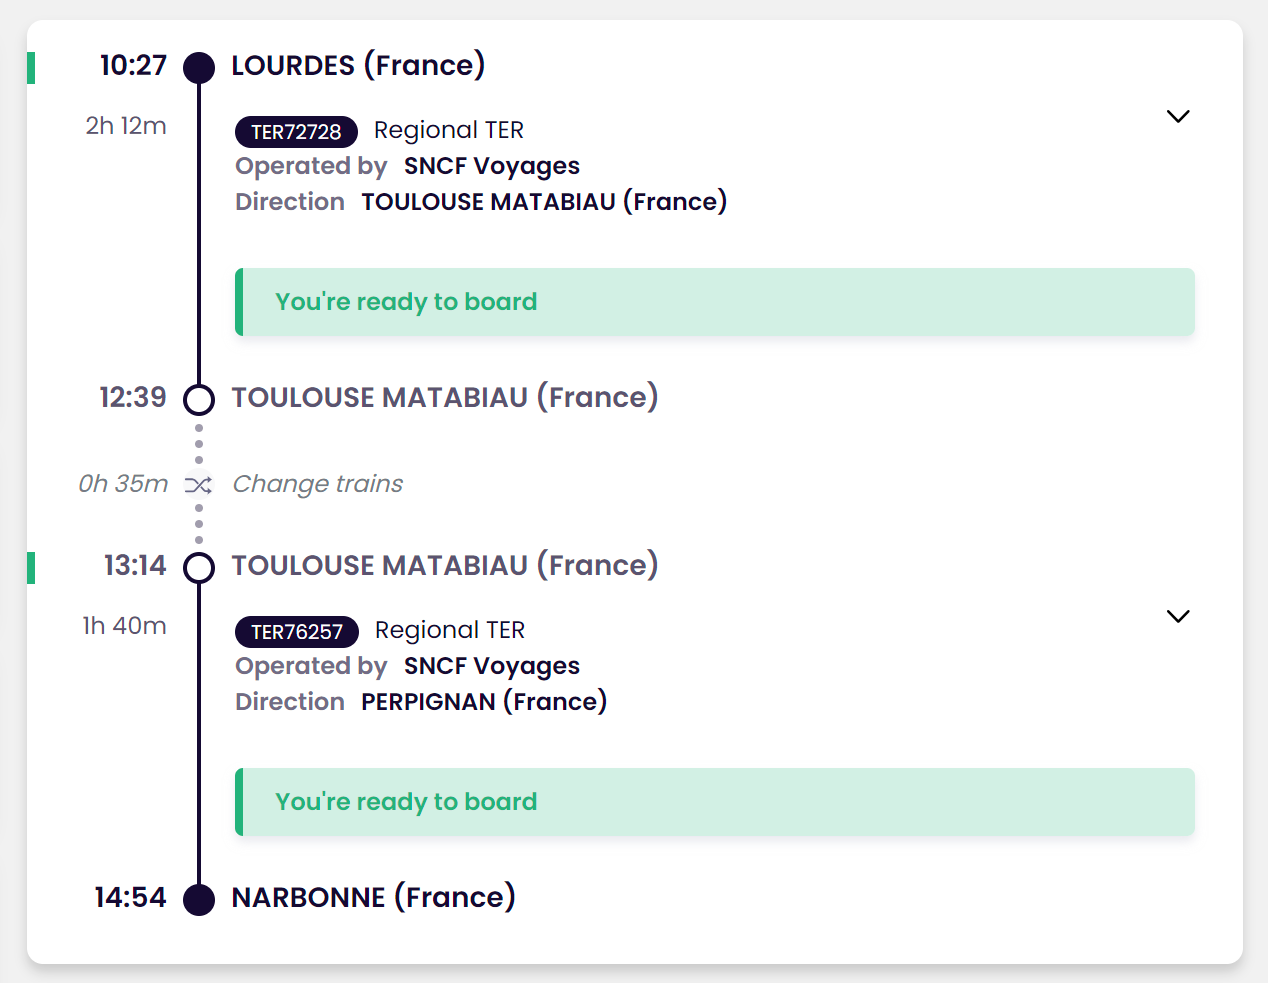 10:27 LOURDES (France)
2h 12m TER72728 Regional TER
Operated by SNCF Voyages
Direction TOULOUSE MATABIAU (France)
You're ready to board
12:39 TOULOUSE MATABIAU (France)
0h 35m Change trains
13:14 TOULOUSE MATABIAU (France)
1h 40m TER76257 Regional TER
Operated by SNCF Voyages
Direction PERPIGNAN (France)
You're ready to board
14:54 NARBONNE (France)